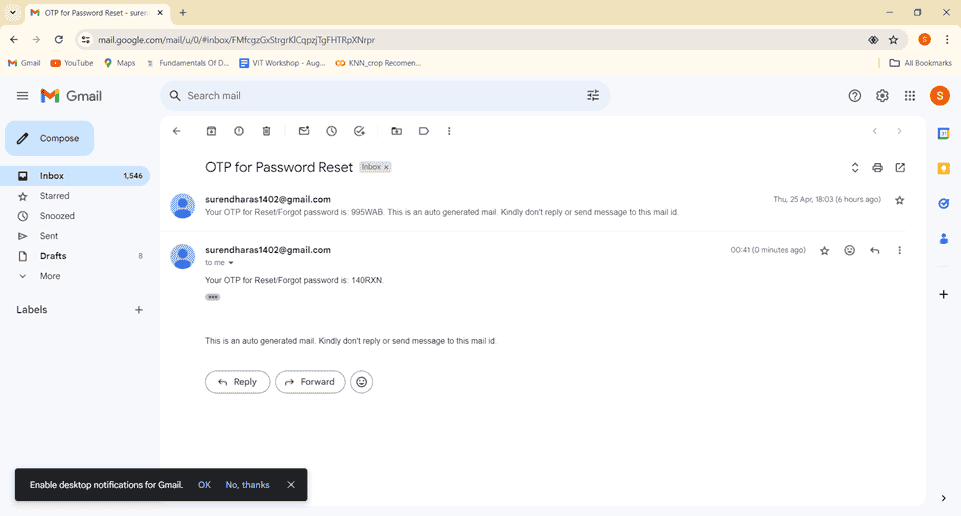 OTP for Password Reset - suren
mail.google.com/mail/u/0/#inbox/FMfcgzGxStrgrKlCqpzjTgFHTRpXNrpr
S
Gmail YouTube Maps Fundamentals Of D... VIT Workshop - Aug... KNN_crop Recomen... All Bookmarks
Gmail
Search mail
S
Compose
Inbox 1,546
Starred
Snoozed
Sent
Drafts 8
More
Labels
OTP for Password Reset Inbox x
surendharas1402@gmail.com Thu, 25 Apr, 18:03 (6 hours ago)
Your OTP for Reset/Forgot password is: 995WAB. This is an auto generated mail. Kindly don't reply or send message to this mail id.
surendharas1402@gmail.com 00:41 (0 minutes ago)
to me
Your OTP for Reset/Forgot password is: 140RXN.
This is an auto generated mail. Kindly don't reply or send message to this mail id.
Reply Forward
Enable desktop notifications for Gmail. OK No, thanks